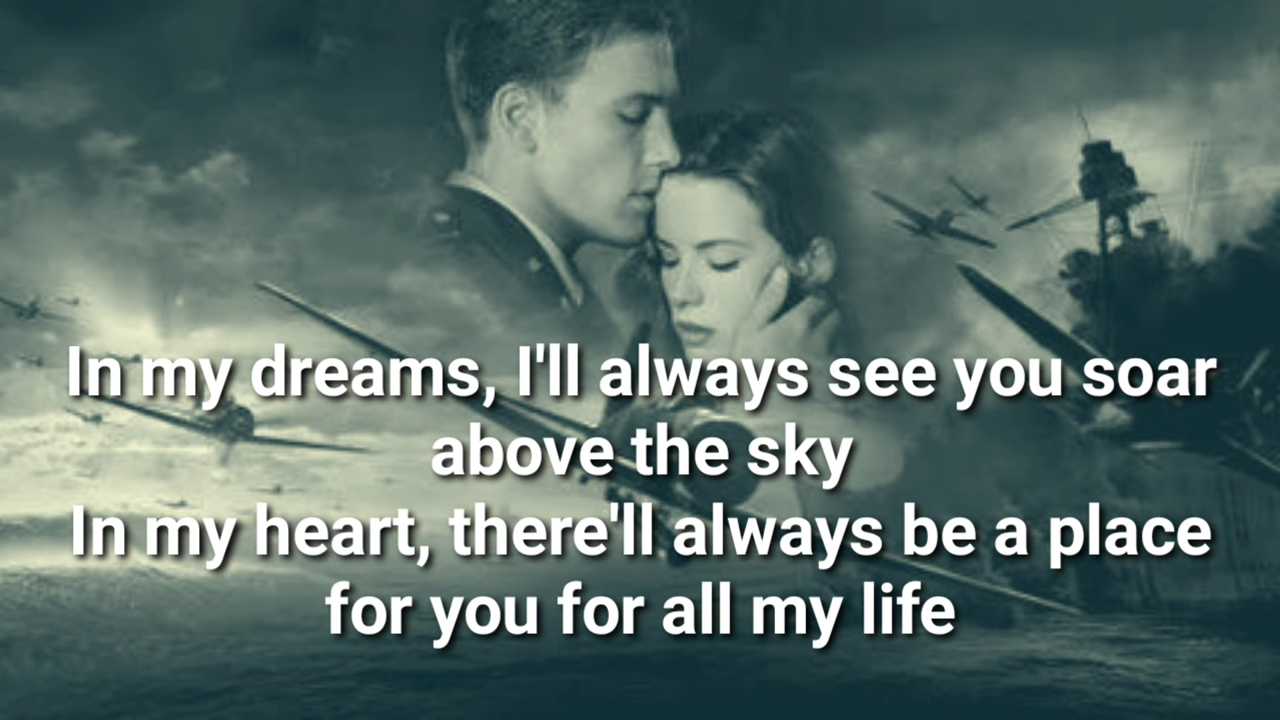 In my dreams, I'll always see you soar
above the sky
In my heart, there'll always be a place
for you for all my life